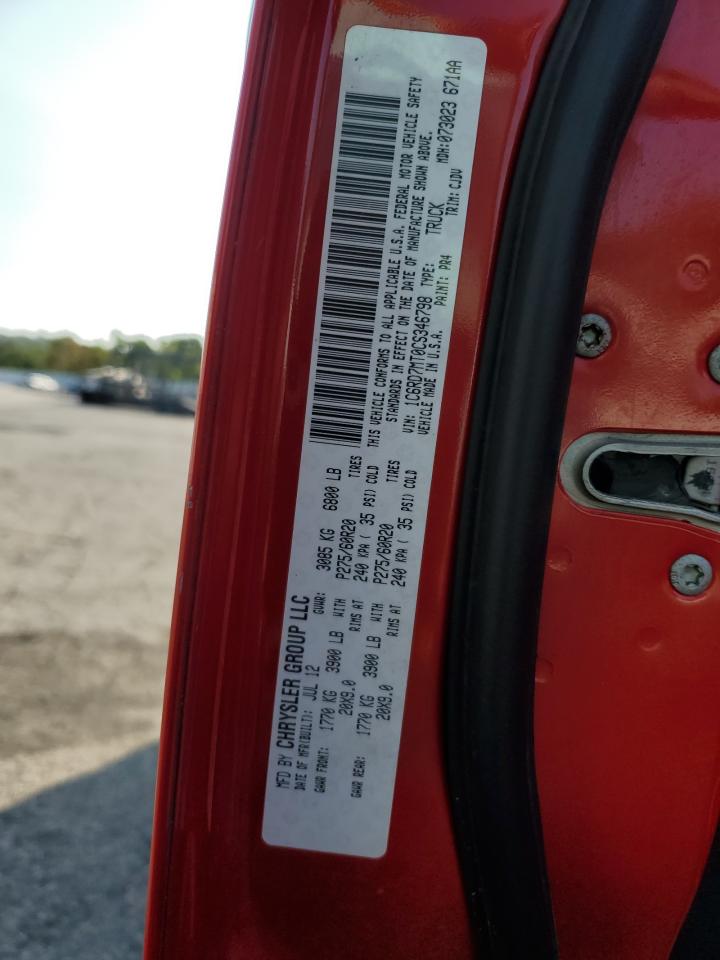 MFD BY CHRYSLER GROUP LLC
DATE OF MFR(BUILT): JUL 12 GVWR: 3085 KG 6800 LB
GAWR FRONT: 1770 KG 3900 LB WITH P275/60R20 TIRES
20X9.0 RIMS AT 240 KPA ( 35 PSI) COLD
GAWR REAR: 1770 KG 3900 LB WITH P275/60R20 TIRES
20X9.0 RIMS AT 240 KPA ( 35 PSI) COLD
THIS VEHICLE CONFORMS TO ALL APPLICABLE U.S.A. FEDERAL MOTOR VEHICLE SAFETY
STANDARDS IN EFFECT ON THE DATE OF MANUFACTURE SHOWN ABOVE.
VIN: 1C6RD7MT0CS346798 TYPE: TRUCK MDH:073023 671AA
VEHICLE MADE IN U.S.A. PAINT: PR4 TRIM: CJDV